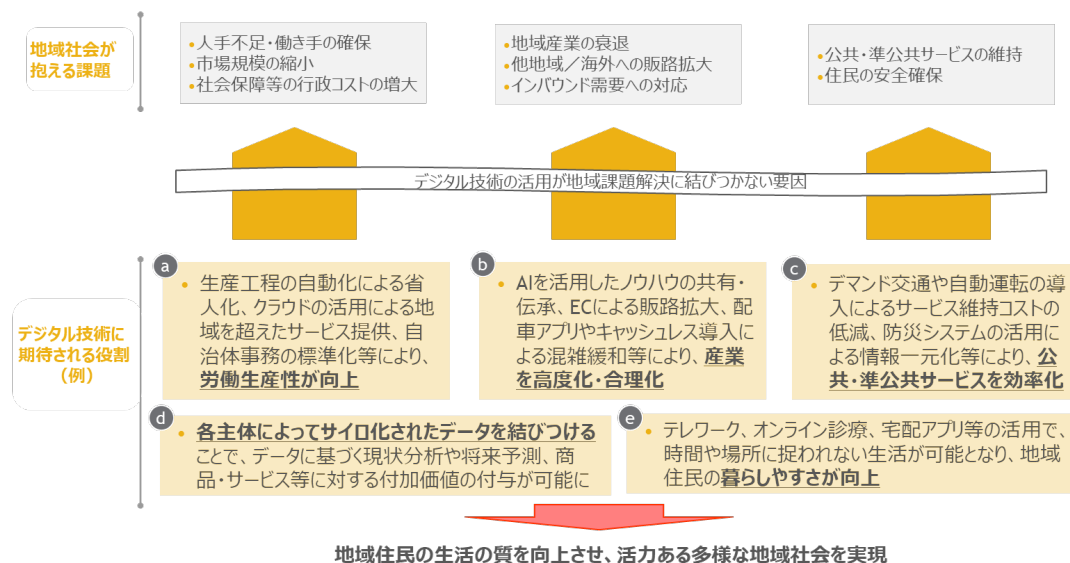 地域社会が
抱える課題
•人手不足・働き手の確保
•市場規模の縮小
•社会保障等の行政コストの増大
•地域産業の衰退
•他地域／海外への販路拡大
•インバウンド需要への対応
•公共・準公共サービスの維持
•住民の安全確保
デジタル技術の活用が地域課題解決に結びつかない要因
デジタル技術に
期待される役割
（例）
a
• 生産工程の自動化による省
人化、クラウドの活用による地
域を超えたサービス提供、自
治体事務の標準化等により、
労働生産性が向上
b
• AIを活用したノウハウの共有・
伝承、ECによる販路拡大、配
車アプリやキャッシュレス導入に
よる混雑緩和等により、産業
を高度化・合理化
c
• デマンド交通や自動運転の導
入によるサービス維持コストの
低減、防災システムの活用に
よる情報一元化等により、公
共・準公共サービスを効率化
d
• 各主体によってサイロ化されたデータを結びつける
ことで、データに基づく現状分析や将来予測、商
品・サービス等に対する付加価値の付与が可能に
e
• テレワーク、オンライン診療、宅配アプリ等の活用で、
時間や場所に捉われない生活が可能となり、地域
住民の暮らしやすさが向上
地域住民の生活の質を向上させ、活力ある多様な地域社会を実現